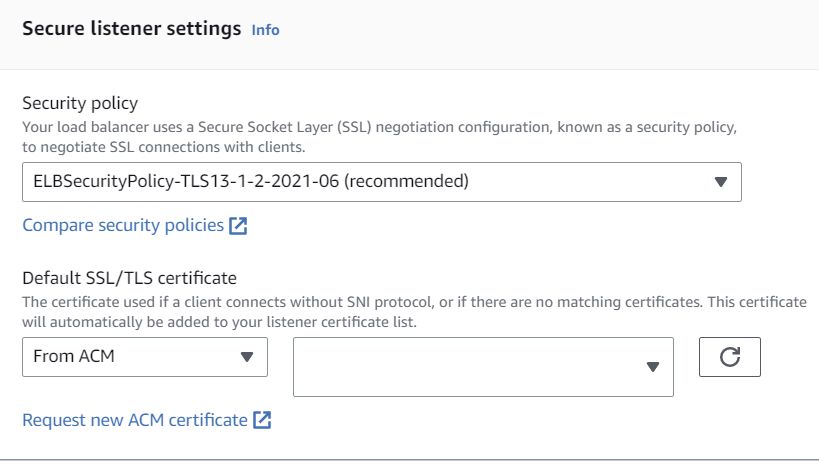 Secure listener settings Info
Security policy
Your load balancer uses a Secure Socket Layer (SSL) negotiation configuration, known as a security policy,
to negotiate SSL connections with clients.
ELBSecurityPolicy-TLS13-1-2-2021-06 (recommended)
Compare security policies
Default SSL/TLS certificate
The certificate used if a client connects without SNI protocol, or if there are no matching certificates. This certificate
will automatically be added to your listener certificate list.
From ACM
Request new ACM certificate